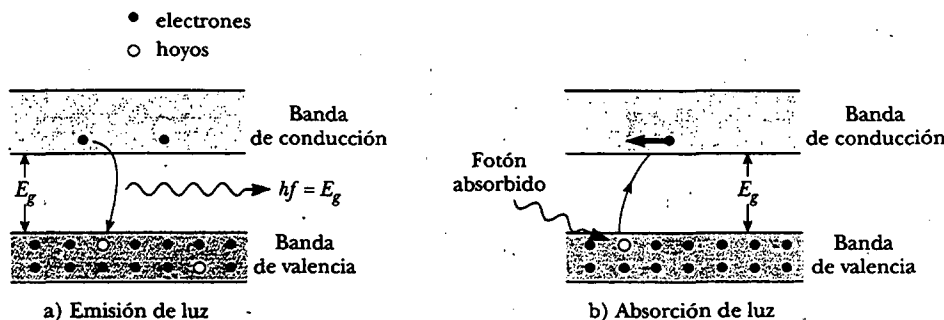 electrones
hoyos
Banda
de conducción
E_g
hf = E_g
Banda
de valencia
a) Emisión de luz
Banda
de conducción
Fotón
absorbido
E_g
Banda
de valencia
b) Absorción de luz